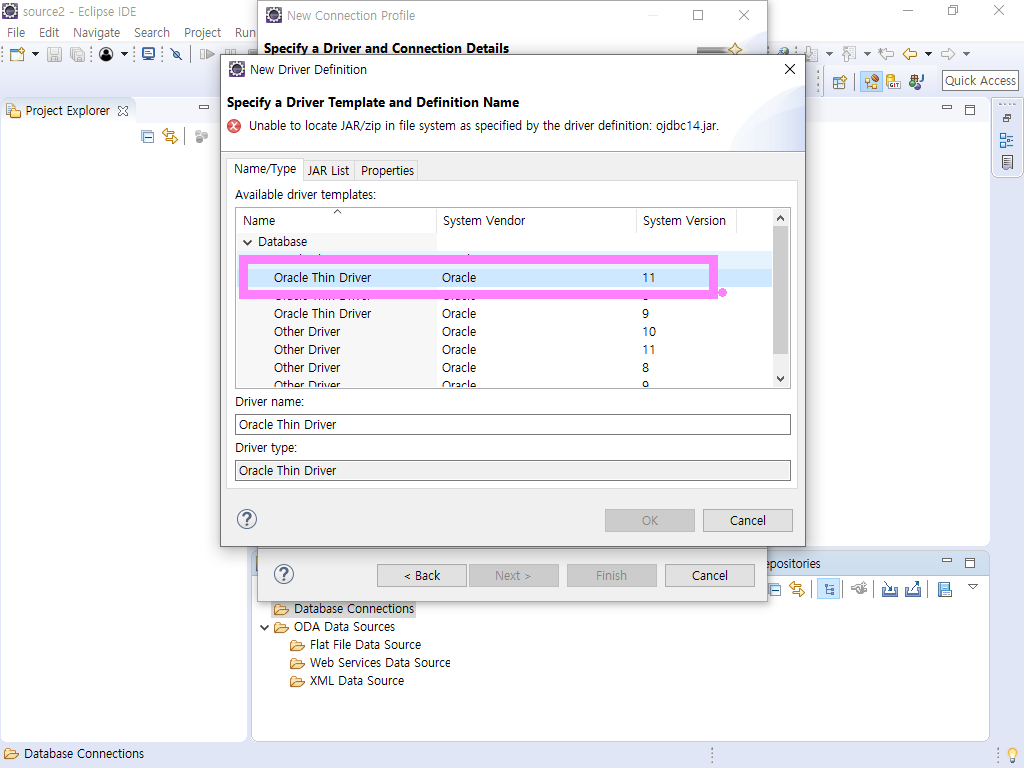 source2 - Eclipse IDE
File Edit Navigate Search Project Run
New Connection Profile
Specify a Driver and Connection Details
Quick Access
Project Explorer
New Driver Definition
Specify a Driver Template and Definition Name
Unable to locate JAR/zip in file system as specified by the driver definition: ojdbc14.jar.
Name/Type JAR List Properties
Available driver templates:
Name System Vendor System Version
Database
Oracle Thin Driver Oracle 11
Oracle Thin Driver Oracle 9
Other Driver Oracle 10
Other Driver Oracle 11
Other Driver Oracle 8
Other Driver Oracle 9
Driver name:
Oracle Thin Driver
Driver type:
Oracle Thin Driver
OK Cancel
< Back Next > Finish Cancel
epositories
Database Connections
ODA Data Sources
Flat File Data Source
Web Services Data Source
XML Data Source
Database Connections